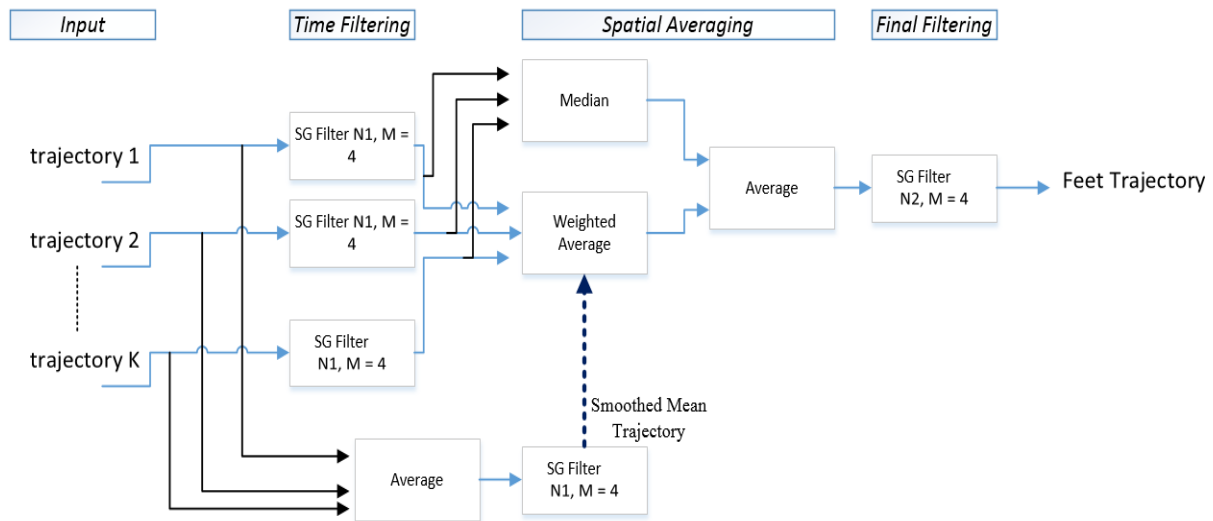 Input
Time Filtering
Spatial Averaging
Final Filtering
trajectory 1
SG Filter N1, M =
4
Median
trajectory 2
SG Filter N1, M =
4
Weighted
Average
Average
SG Filter
N2, M = 4
Feet Trajectory
trajectory K
SG Filter
N1, M = 4
Smoothed Mean
Trajectory
Average
SG Filter
N1, M = 4